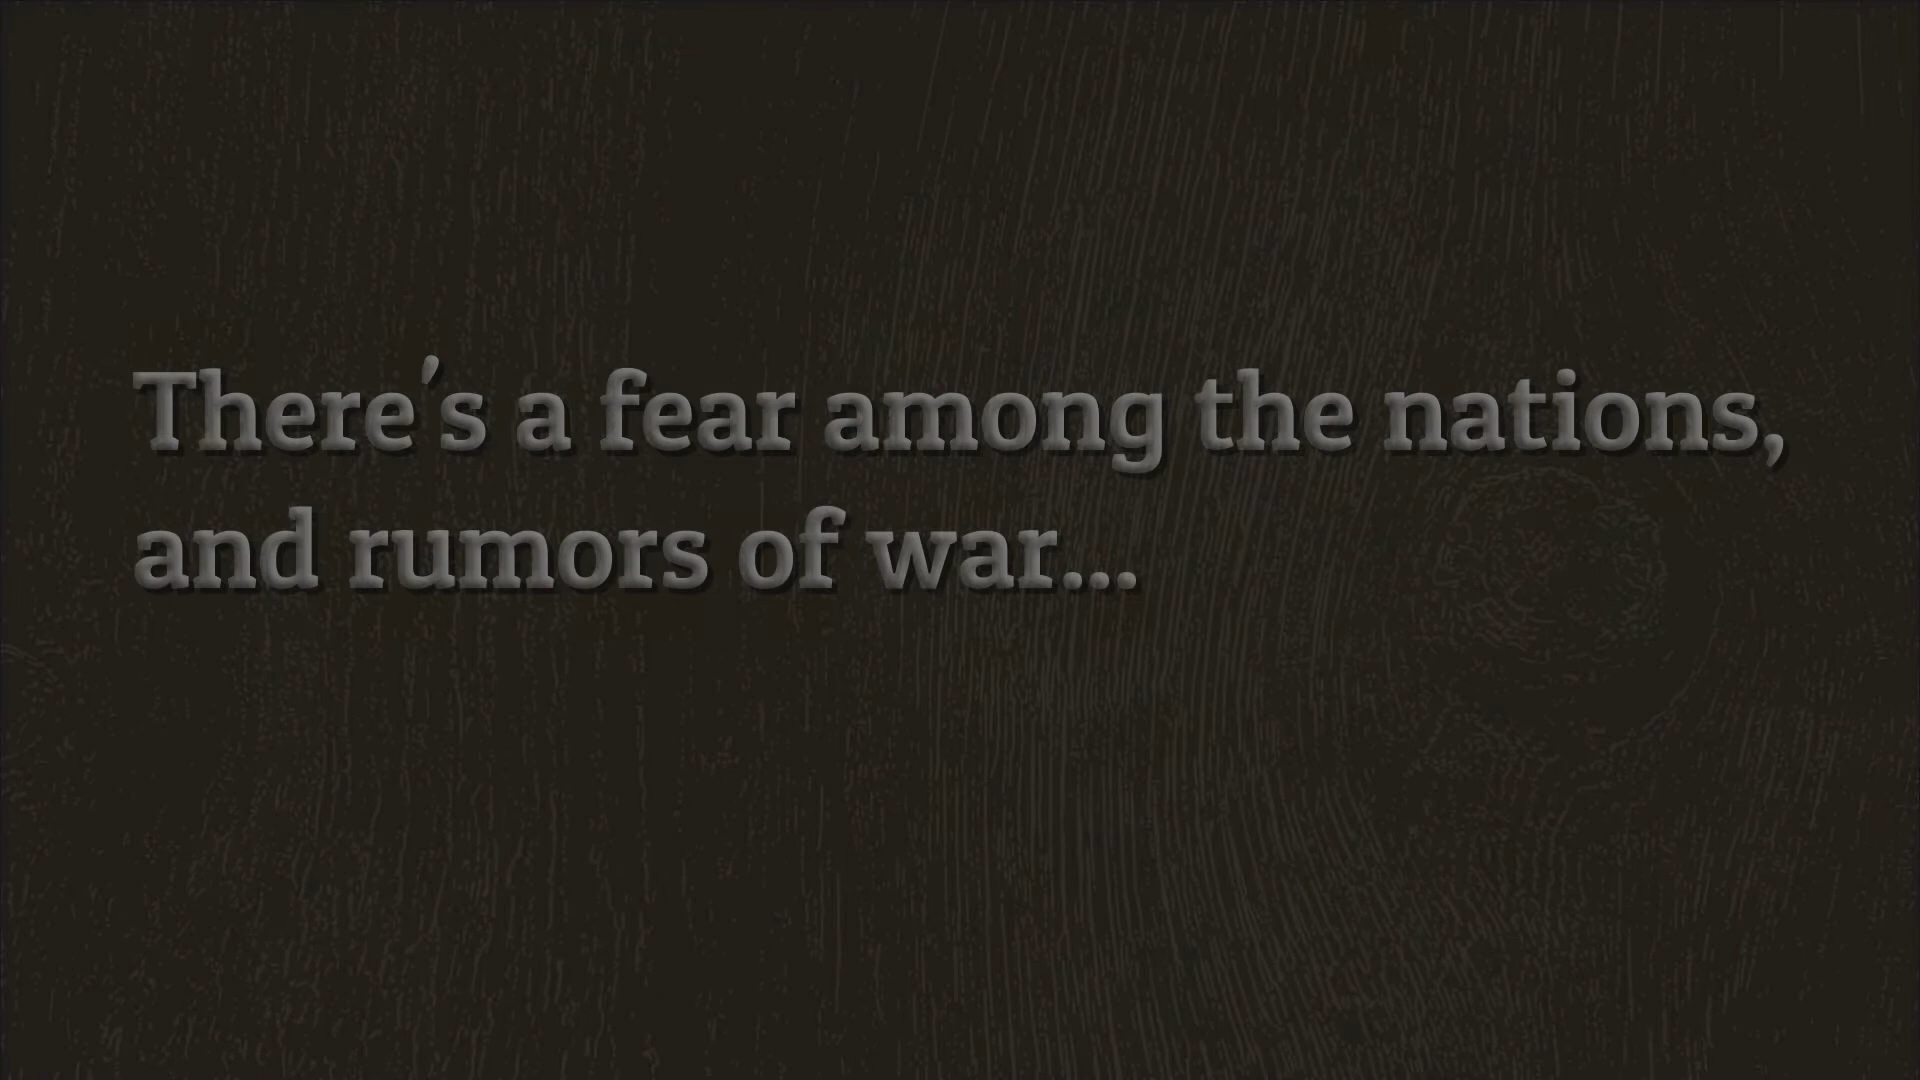 There's a fear among the nations,
and rumors of war...